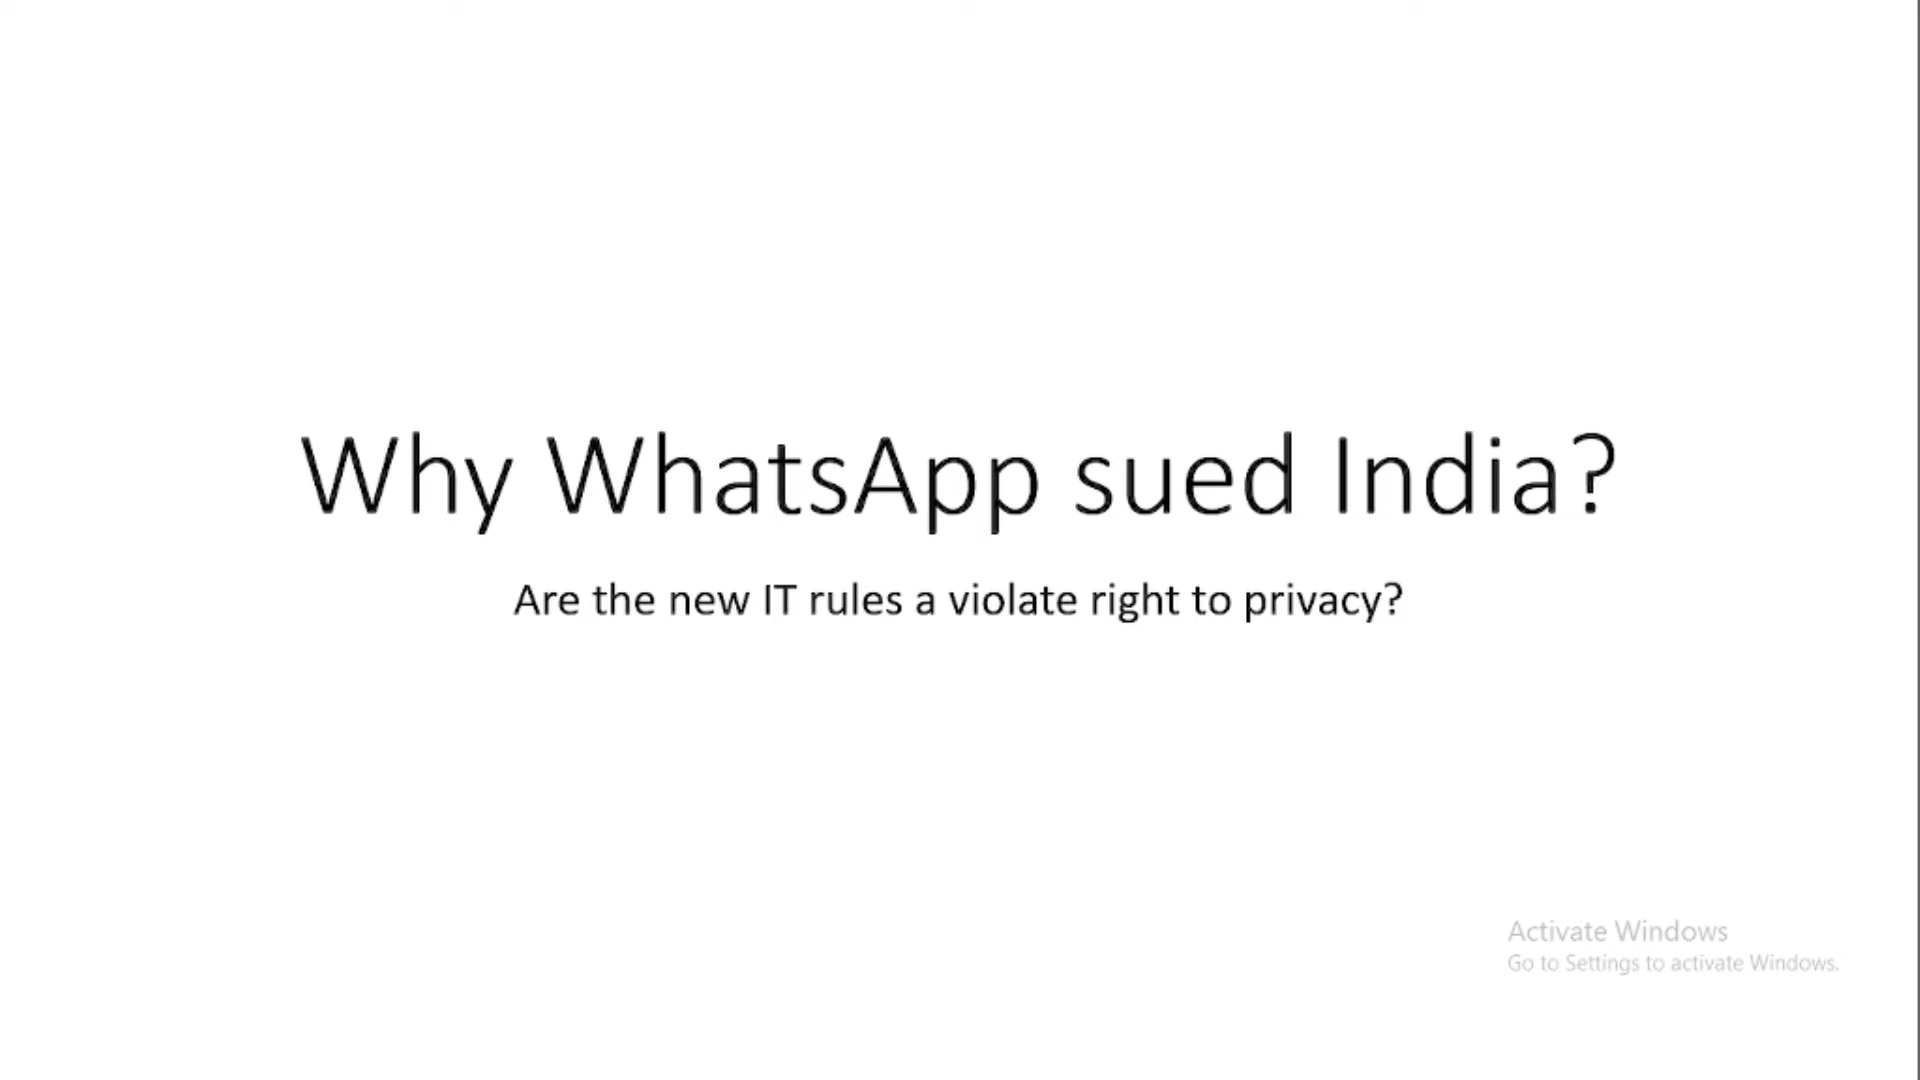 Why WhatsApp sued India?
Are the new IT rules a violate right to privacy?
Activate Windows
Go to Settings to activate Windows.